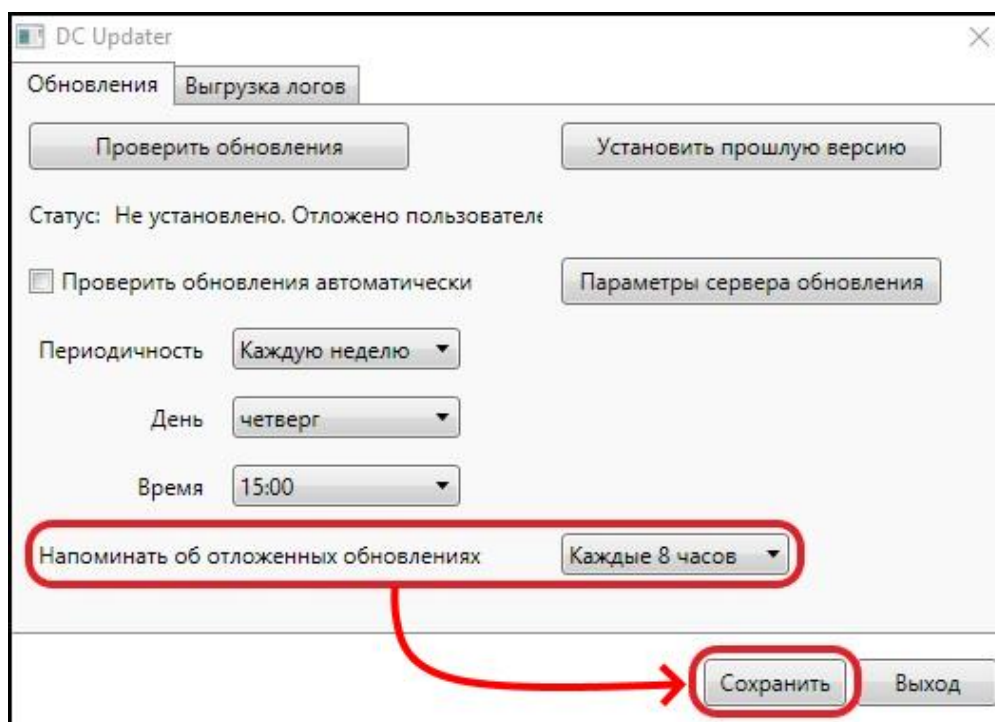 DC Updater
Обновления Выгрузка логов
Проверить обновления Установить прошлую версию
Статус: Не установлено. Отложено пользователе
Проверить обновления автоматически Параметры сервера обновления
Периодичность Каждую неделю
День четверг
Время 15:00
Напоминать об отложенных обновлениях Каждые 8 часов
Сохранить Выход